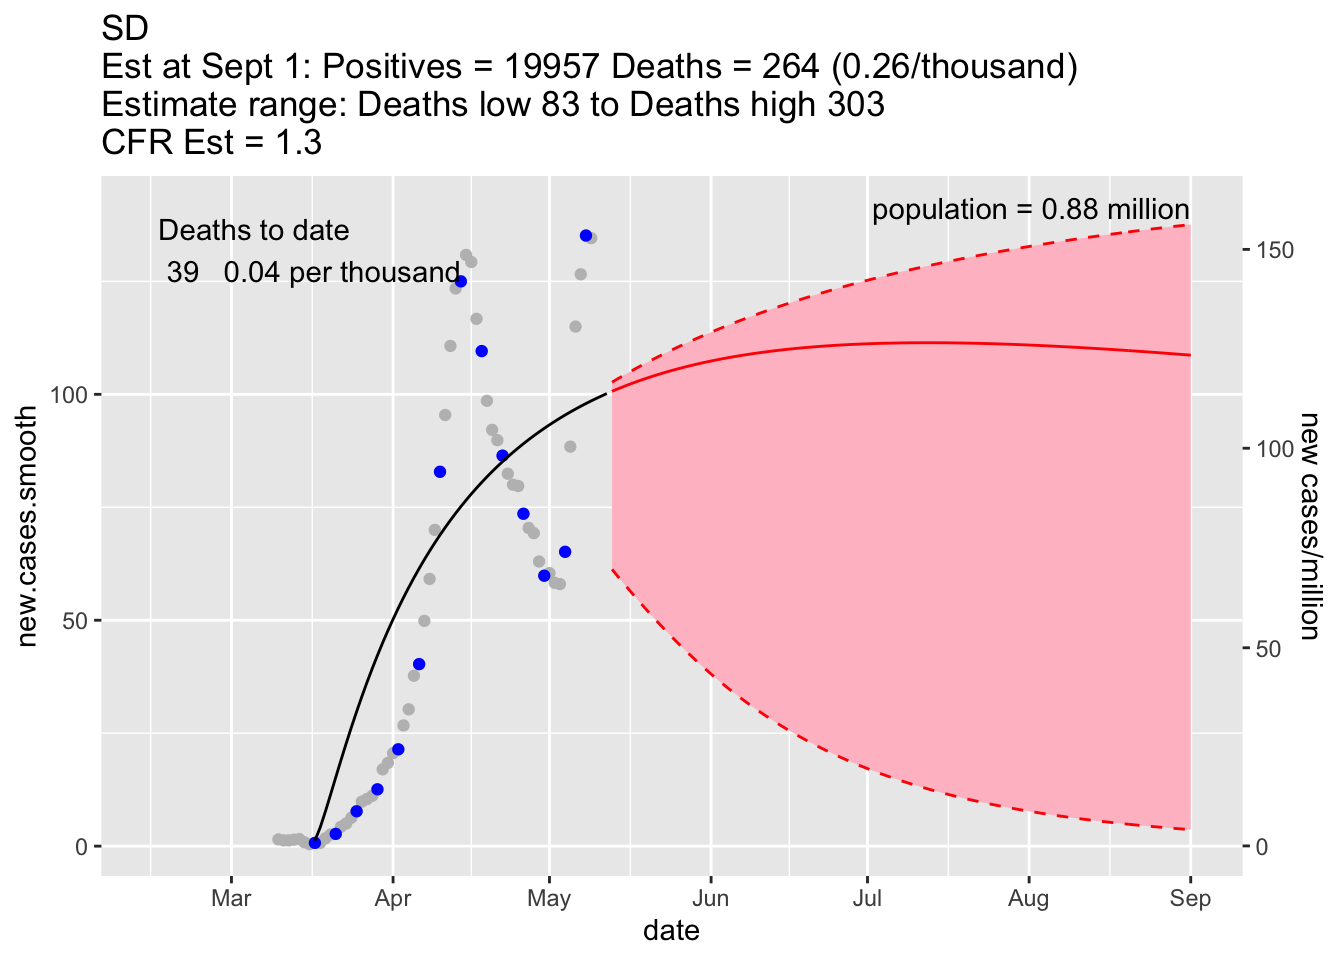 SD
Est at Sept 1: Positives = 19957 Deaths = 264 (0.26/thousand)
Estimate range: Deaths low 83 to Deaths high 303
CFR Est = 1.3
population = 0.88 million
Deaths to date
39 0.04 per thousand
150
100
100
50
50
0
0
new.cases.smooth
new cases/million
Mar Apr May Jun Jul Aug Sep
date